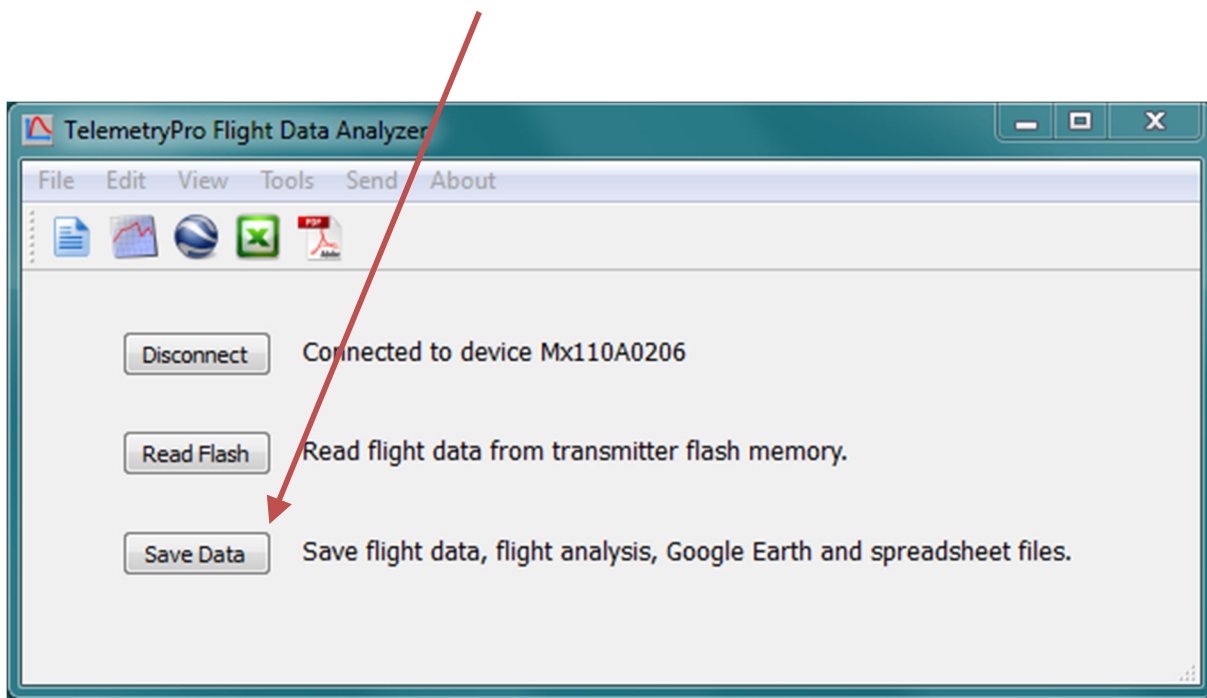 TelemetryPro Flight Data Analyzer
File Edit View Tools Send About
PDF
Adobe
Disconnect Connected to device Mx110A0206
Read Flash Read flight data from transmitter flash memory.
Save Data Save flight data, flight analysis, Google Earth and spreadsheet files.